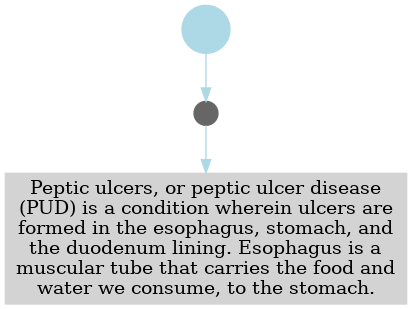 Peptic ulcers, or peptic ulcer disease
(PUD) is a condition wherein ulcers are
formed in the esophagus, stomach, and
the duodenum lining. Esophagus is a
muscular tube that carries the food and
water we consume, to the stomach.